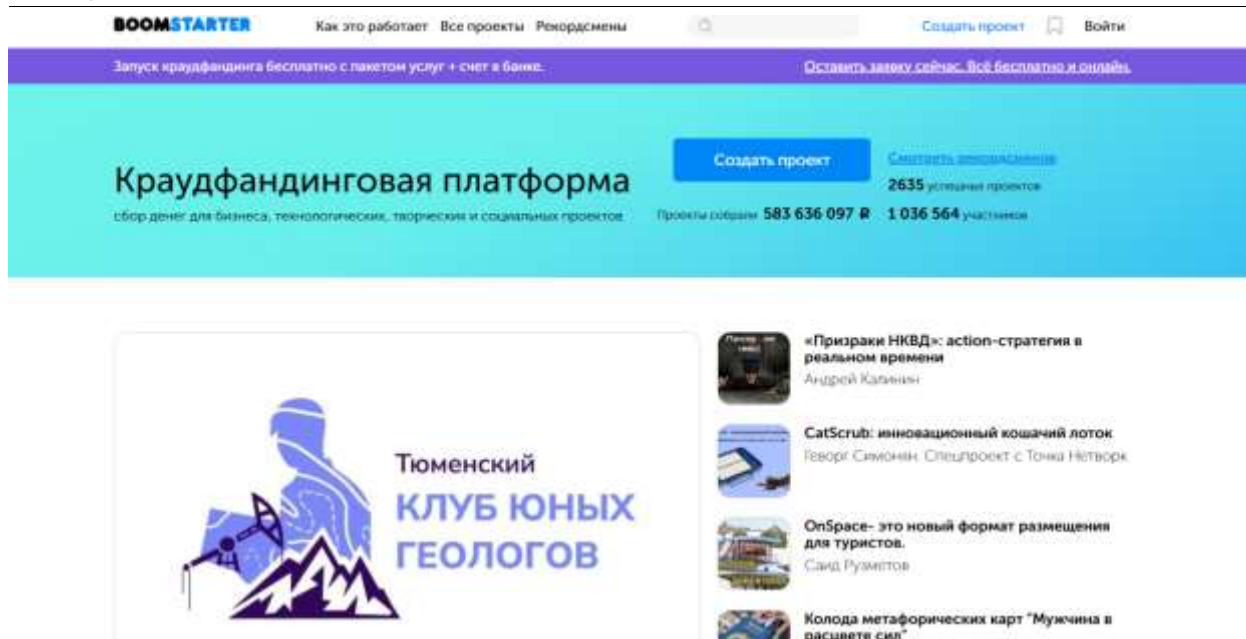 BOOMSTARTER
Как это работает Все проекты Рекордсмены
Создать проект Войти
Запуск краудфандинга бесплатно с пакетом услуг + счет в банке.
Оставить заявку сейчас. Всё бесплатно и онлайн.
Краудфандинговая платформа
сбор денег для бизнеса, технологических, творческих и социальных проектов
Создать проект
Смотреть рекордсменов
2635 успешных проектов
Проекты собрали 583 636 097 ₽
1 036 564 участников
Тюменский
КЛУБ ЮНЫХ
ГЕОЛОГОВ
«Призраки НКВД»: action-стратегия в
реальном времени
Андрей Калинин
CatScrub: инновационный кошачий лоток
Геворг Симонян. Спецпроект с Точка Нетворк
OnSpace- это новый формат размещения
для туристов.
Саид Рузметов
Колода метафорических карт "Мужчина в
расцвете сил"